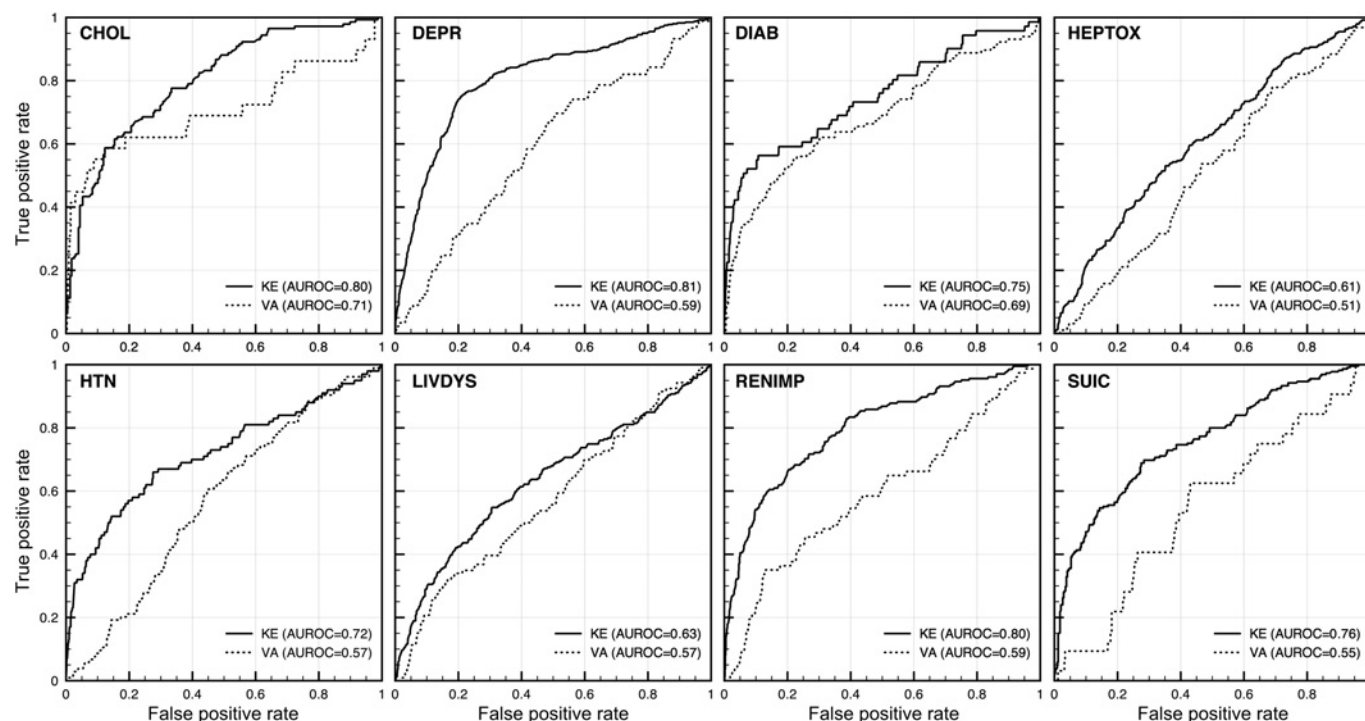 CHOL
DEPR
DIAB
HEPTOX
True positive rate
1
0.8
0.6
0.4
0.2
0
KE (AUROC=0.80)
VA (AUROC=0.71)
KE (AUROC=0.81)
VA (AUROC=0.59)
KE (AUROC=0.75)
VA (AUROC=0.69)
KE (AUROC=0.61)
VA (AUROC=0.51)
0 0.2 0.4 0.6 0.8 1
0 0.2 0.4 0.6 0.8 1
0 0.2 0.4 0.6 0.8 1
0 0.2 0.4 0.6 0.8
HTN
LIVDYS
RENIMP
SUIC
True positive rate
1
0.8
0.6
0.4
0.2
0
KE (AUROC=0.72)
VA (AUROC=0.57)
KE (AUROC=0.63)
VA (AUROC=0.57)
KE (AUROC=0.80)
VA (AUROC=0.59)
KE (AUROC=0.76)
VA (AUROC=0.55)
0 0.2 0.4 0.6 0.8 1
0 0.2 0.4 0.6 0.8 1
0 0.2 0.4 0.6 0.8 1
0 0.2 0.4 0.6 0.8
False positive rate
False positive rate
False positive rate
False positive rate